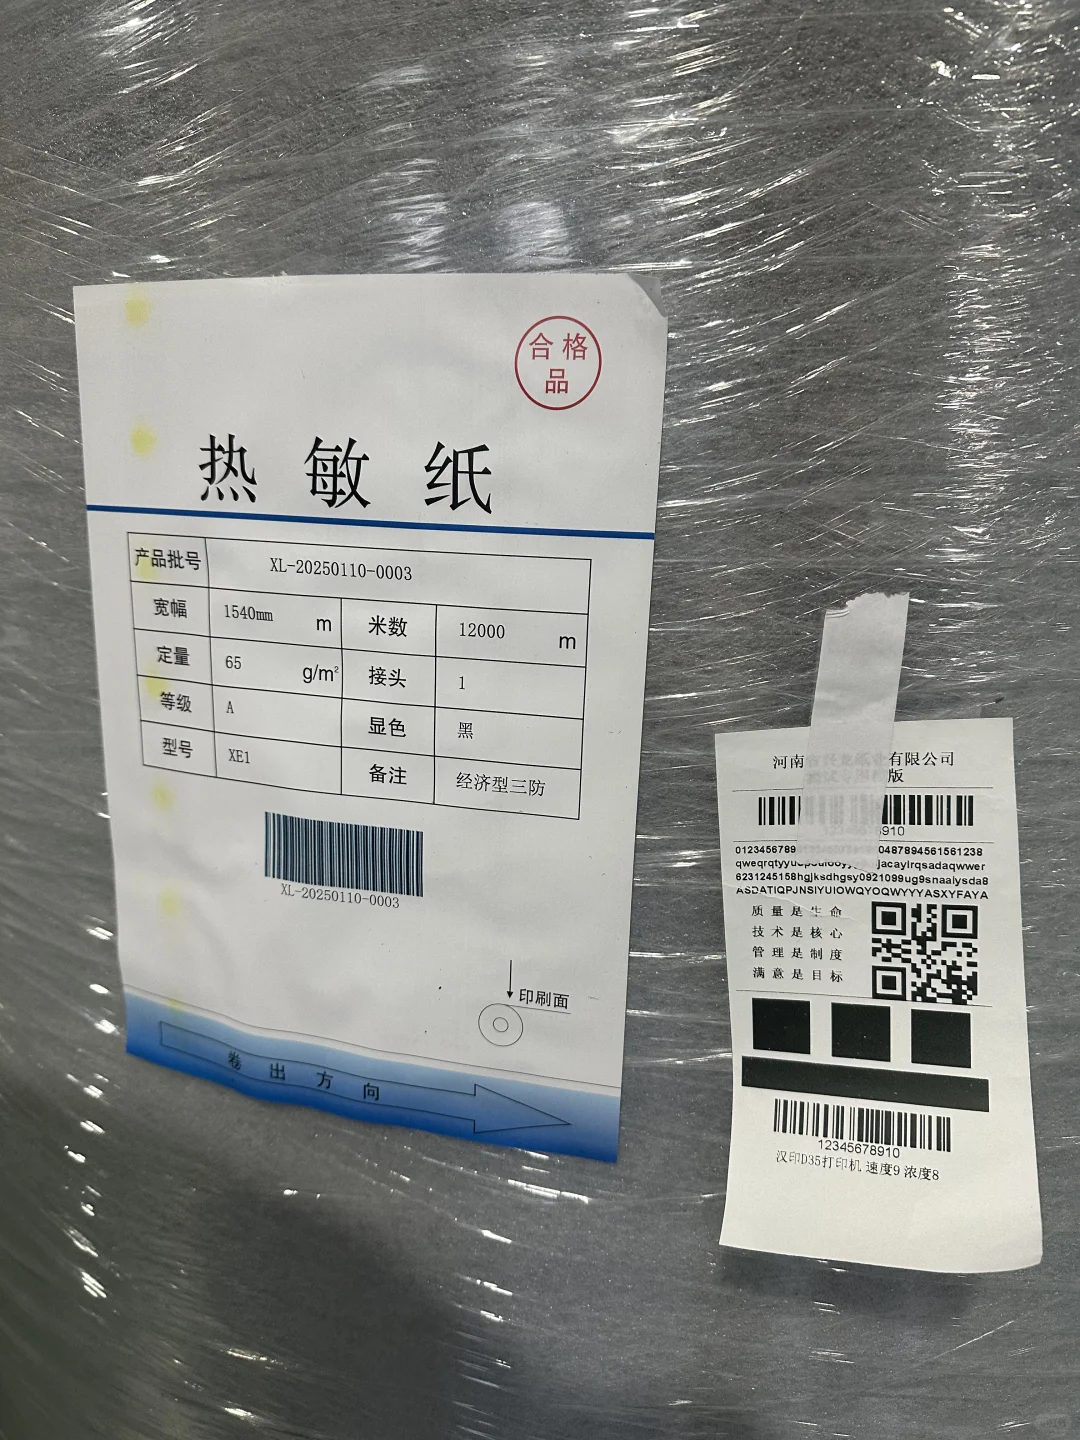 合格
品
热敏纸
产品批号 XL-20250110-0003
宽幅 1540mm m 米数 12000 m
定量 65 g/m² 接头 1
等级 A 显色 黑
型号 XE1 备注 经济型三防
XL-20250110-0003
印刷面
卷出方向
河南 有限公司
版
8910
0123456789 0487894561561238
jacayirqsadaqwwer
6231245158hgjksdhgsy0921099ug9snaaiysda8
ASDATIQPJNSIYUIOWQYOQWYYYASXYFAYA
质量是生命
技术是核心
管理是制度
满意是目标
12345678910
汉印D35打印机 速度9 浓度8